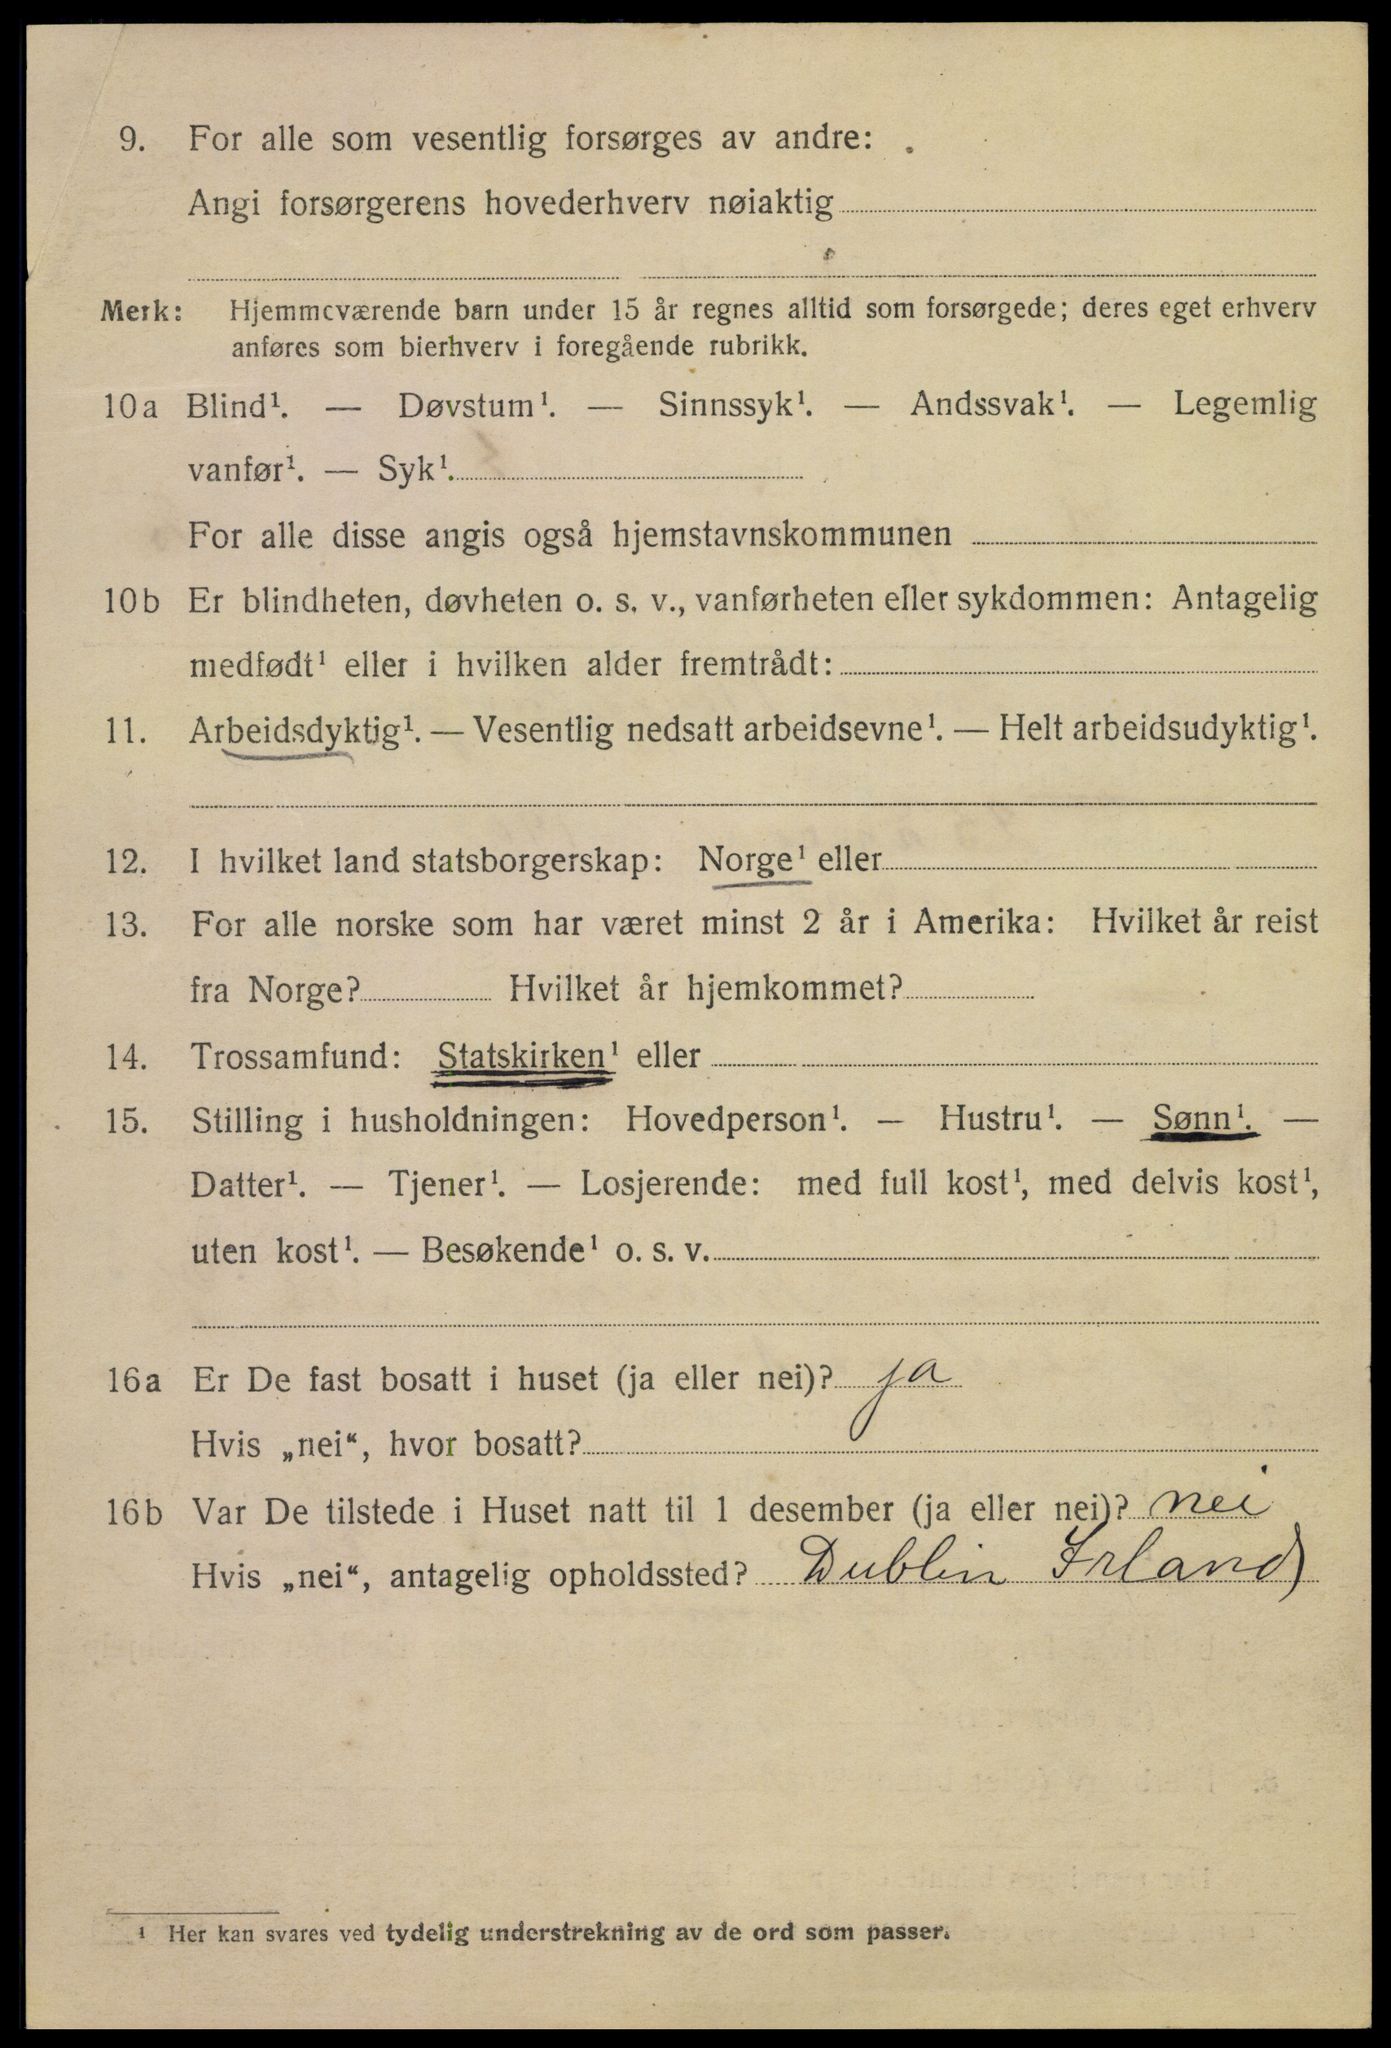 9. For alle som vesentlig forsørges av andre:
Angi forsørgerens hovederhverv nøiaktig
Merk: Hjemmeværende barn under 15 år regnes alltid som forsørgede; deres eget erhverv
anføres som bierhverv i foregående rubrikk.
10a Blind¹. — Døvstum¹. — Sinnssyk¹. — Andssvak¹. — Legemlig
vanfør¹. — Syk¹.
For alle disse angis også hjemstavnskommunen
10b Er blindheten, døvheten o. s. v., vanførheten eller sykdommen: Antagelig
medfødt¹ eller i hvilken alder fremtrådt:
11. Arbeidsdyktig¹. — Vesentlig nedsatt arbeidsevne¹. — Helt arbeidsudyktig¹.
12. I hvilket land statsborgerskap: Norge¹ eller
13. For alle norske som har været minst 2 år i Amerika: Hvilket år reist
fra Norge? Hvilket år hjemkommet?
14. Trossamfund: Statskirken¹ eller
15. Stilling i husholdningen: Hovedperson¹. — Hustru¹. — Sønn¹. —
Datter¹. — Tjener¹. — Losjerende: med full kost¹, med delvis kost¹,
uten kost¹. — Besøkende¹ o. s. v.
16a Er De fast bosatt i huset (ja eller nei)? ja
Hvis „nei“, hvor bosatt?
16b Var De tilstede i Huset natt til 1 desember (ja eller nei)? nei
Hvis „nei“, antagelig opholdssted? Dublin Irland
¹ Her kan svares ved tydelig understrekning av de ord som passer.